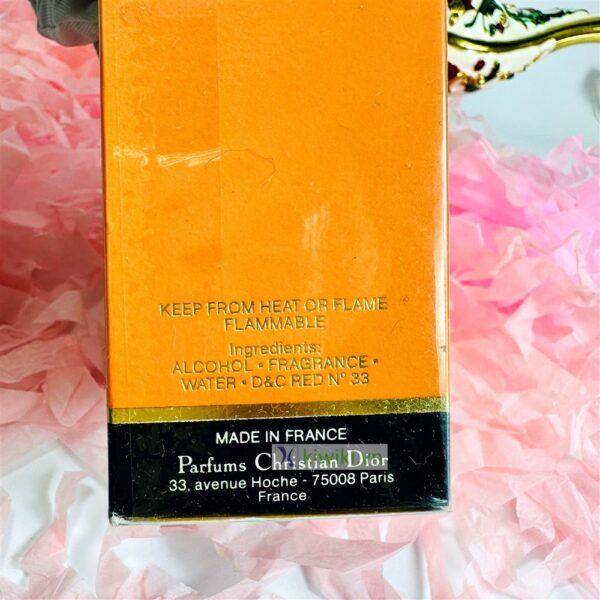 KEEP FROM HEAT OR FLAME
FLAMMABLE
Ingredients:
ALCOHOL • FRAGRANCE •
WATER • D&C RED Nº 33
MADE IN FRANCE
Parfums Christian Dior
33, avenue Hoche - 75008 Paris
France